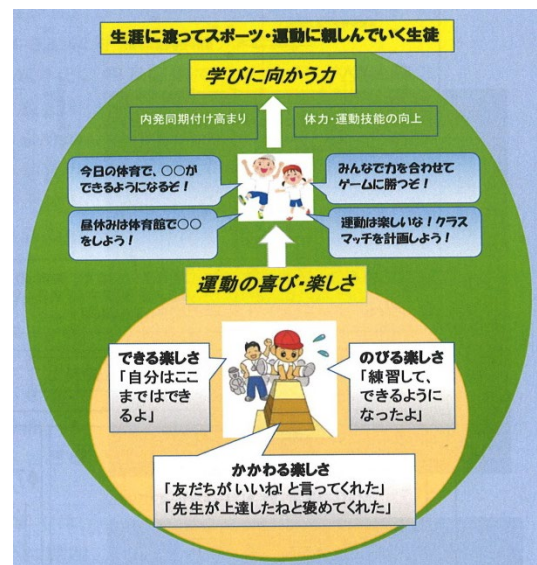 生涯に渡ってスポーツ・運動に親しんでいく生徒
学びに向かう力
内発同期付け高まり
体力・運動技能の向上
今日の体育で、○○が
できるようになるぞ！
みんなで力を合わせて
ゲームに勝つぞ！
昼休みは体育館で○○
をしよう！
運動は楽しいな！クラス
マッチを計画しよう！
運動の喜び・楽しさ
できる楽しさ
「自分はここ
まではでき
るよ」
のびる楽しさ
「練習して、
できるように
なったよ」
かかわる楽しさ
「友だちがいいね!と言ってくれた」
「先生が上達したねと褒めてくれた」